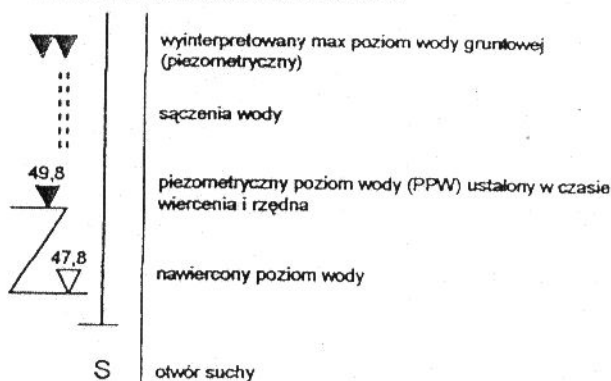 wyinterpretowany max poziom wody gruntowej
(piezometryczny)
sączenia wody
49,8
piezometryczny poziom wody (PPW) ustalony w czasie
wiercenia i rzędna
47,8
nawiercony poziom wody
S
otwór suchy